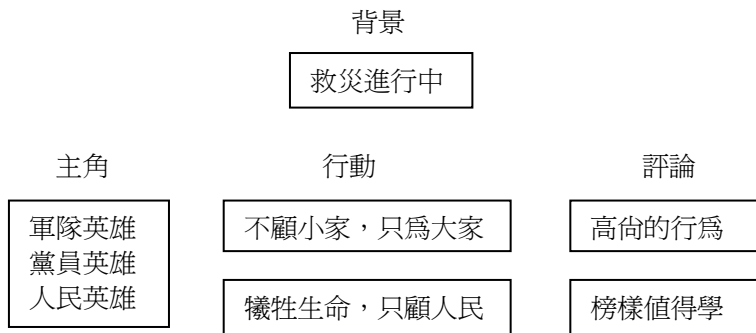 背景
救災進行中
主角
行動
評論
軍隊英雄
黨員英雄
人民英雄
不顧小家，只爲大家
犧牲生命，只顧人民
高尚的行爲
榜樣值得學